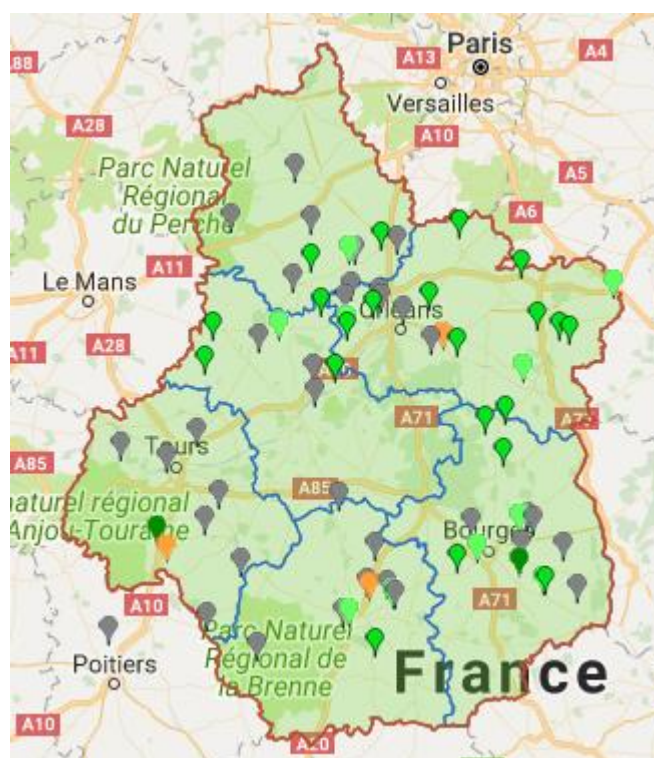 Paris
A13
A4
88
Versailles
A28
A10
Parc Naturel
Régional
du Perche
A5
A6
A11
Le Mans
Orléans
A11
A28
A71
Tours
A85
A85
naturel régional
Anjou-Touraine
Bourges
A10
A71
Parc Naturel
Régional de
la Brenne
Poitiers
France
A10
A20